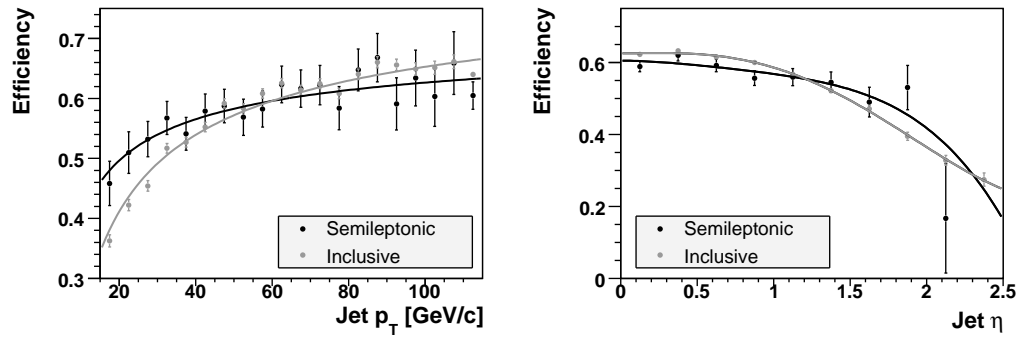 Efficiency
0.7
0.6
0.5
0.4
0.3
20 40 60 80 100
Jet p_T [GeV/c]
Semileptonic
Inclusive
Efficiency
0.6
0.4
0.2
0
0 0.5 1 1.5 2 2.5
Jet η
Semileptonic
Inclusive